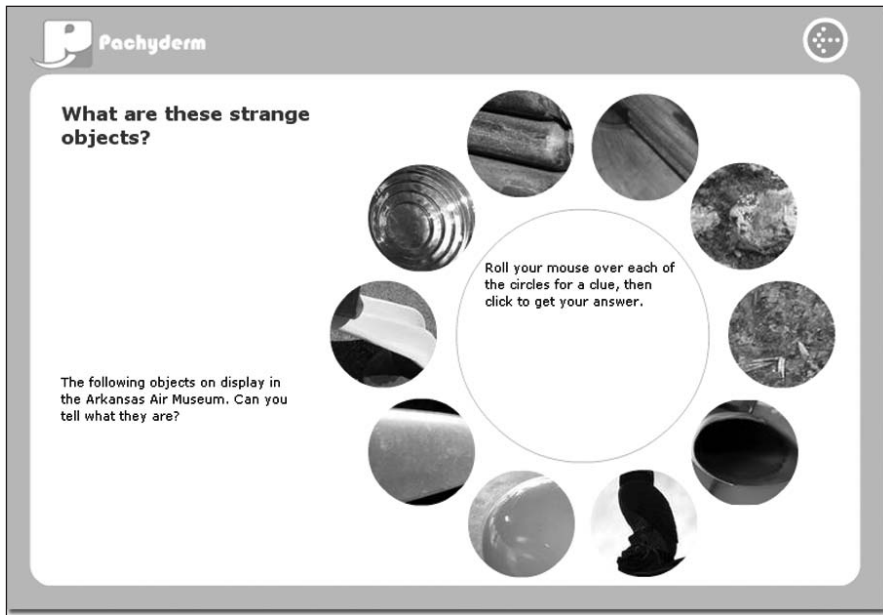 Pachyderm
What are these strange
objects?
Roll your mouse over each of
the circles for a clue, then
click to get your answer.
The following objects on display in
the Arkansas Air Museum. Can you
tell what they are?